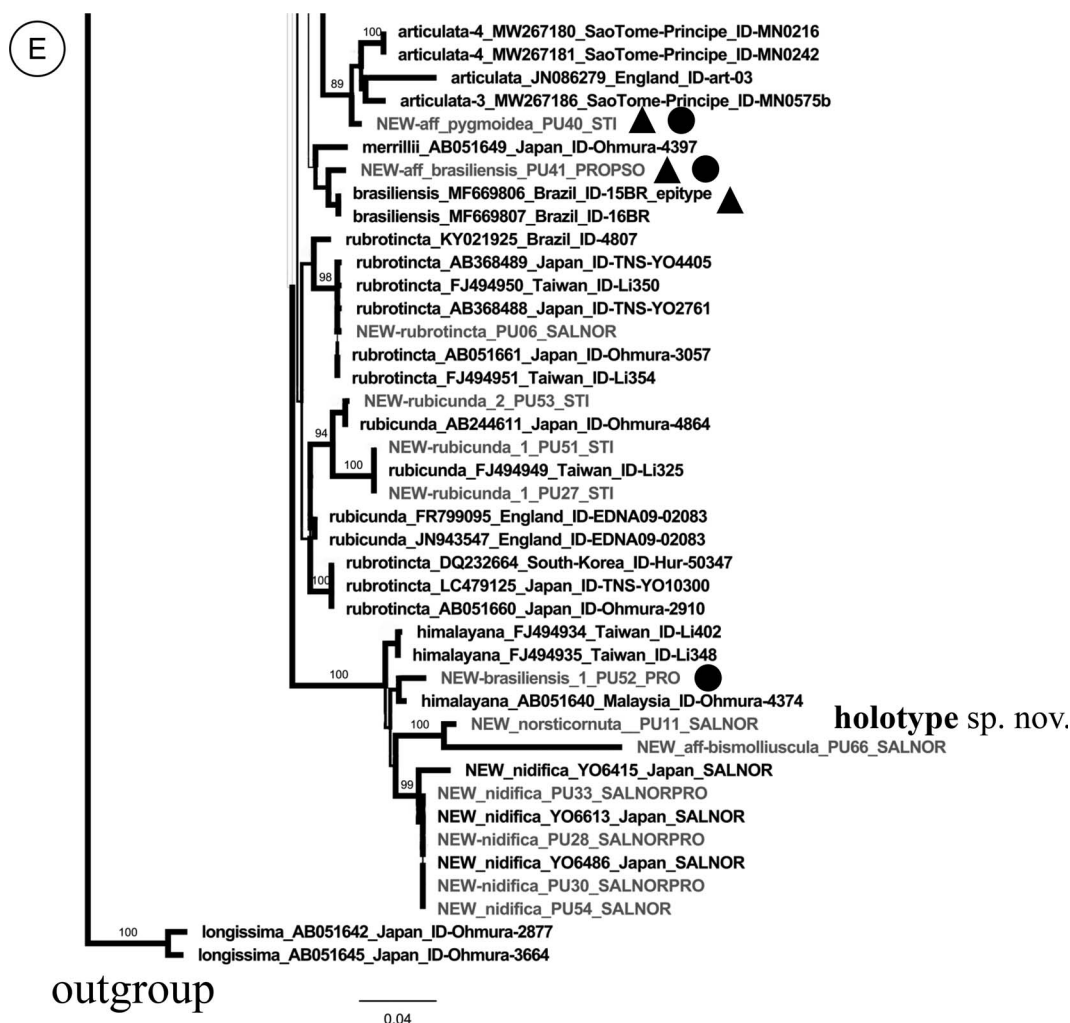 E
100
articulata-4_MW267180_SaoTome-Principe_ID-MN0216
articulata-4_MW267181_SaoTome-Principe_ID-MN0242
articulata_JN086279_England_ID-art-03
89
articulata-3_MW267186_SaoTome-Principe_ID-MN0575b
NEW-aff_pygmoidea_PU40_STI
merrillii_AB051649_Japan_ID-Ohmura-4397
NEW-aff_brasiliensis_PU41_PROPSO
brasiliensis_MF669806_Brazil_ID-15BR_epitype
brasiliensis_MF669807_Brazil_ID-16BR
rubrotincta_KY021925_Brazil_ID-4807
rubrotincta_AB368489_Japan_ID-TNS-YO4405
98
rubrotincta_FJ494950_Taiwan_ID-Li350
rubrotincta_AB368488_Japan_ID-TNS-YO2761
NEW-rubrotincta_PU06_SALNOR
rubrotincta_AB051661_Japan_ID-Ohmura-3057
rubrotincta_FJ494951_Taiwan_ID-Li354
NEW-rubicunda_2_PU53_STI
rubicunda_AB244611_Japan_ID-Ohmura-4864
94
NEW-rubicunda_1_PU51_STI
100
rubicunda_FJ494949_Taiwan_ID-Li325
NEW-rubicunda_1_PU27_STI
rubicunda_FR799095_England_ID-EDNA09-02083
rubicunda_JN943547_England_ID-EDNA09-02083
rubrotincta_DQ232664_South-Korea_ID-Hur-50347
100
rubrotincta_LC479125_Japan_ID-TNS-YO10300
rubrotincta_AB051660_Japan_ID-Ohmura-2910
himalayana_FJ494934_Taiwan_ID-Li402
himalayana_FJ494935_Taiwan_ID-Li348
100
NEW-brasiliensis_1_PU52_PRO
himalayana_AB051640_Malaysia_ID-Ohmura-4374
100
NEW_norsticornuta__PU11_SALNOR
holotype sp. nov.
NEW_aff-bismolliuscula_PU66_SALNOR
NEW_nidifica_YO6415_Japan_SALNOR
99
NEW_nidifica_PU33_SALNORPRO
NEW_nidifica_YO6613_Japan_SALNOR
NEW-nidifica_PU28_SALNORPRO
NEW_nidifica_YO6486_Japan_SALNOR
NEW-nidifica_PU30_SALNORPRO
NEW_nidifica_PU54_SALNOR
100
longissima_AB051642_Japan_ID-Ohmura-2877
longissima_AB051645_Japan_ID-Ohmura-3664
outgroup
0.04